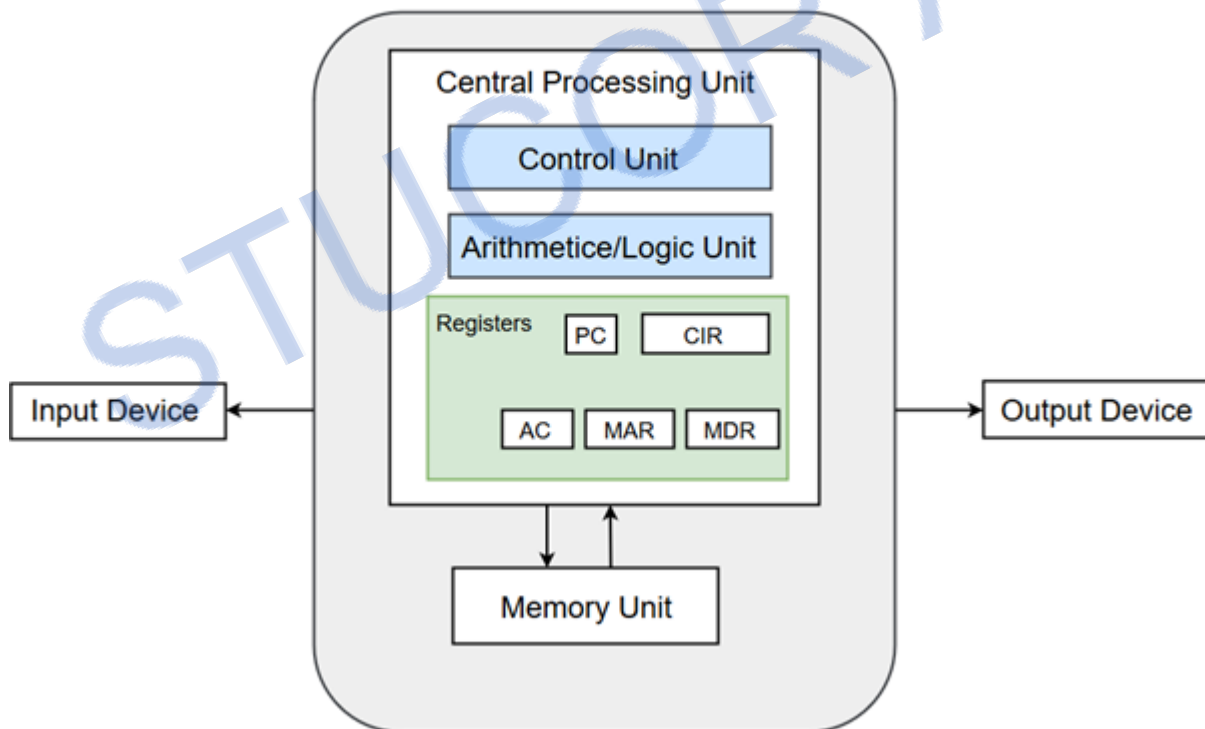 STUCOR A
Central Processing Unit
Control Unit
Arithmetice/Logic Unit
Registers
PC
CIR
AC
MAR
MDR
Input Device
Output Device
Memory Unit